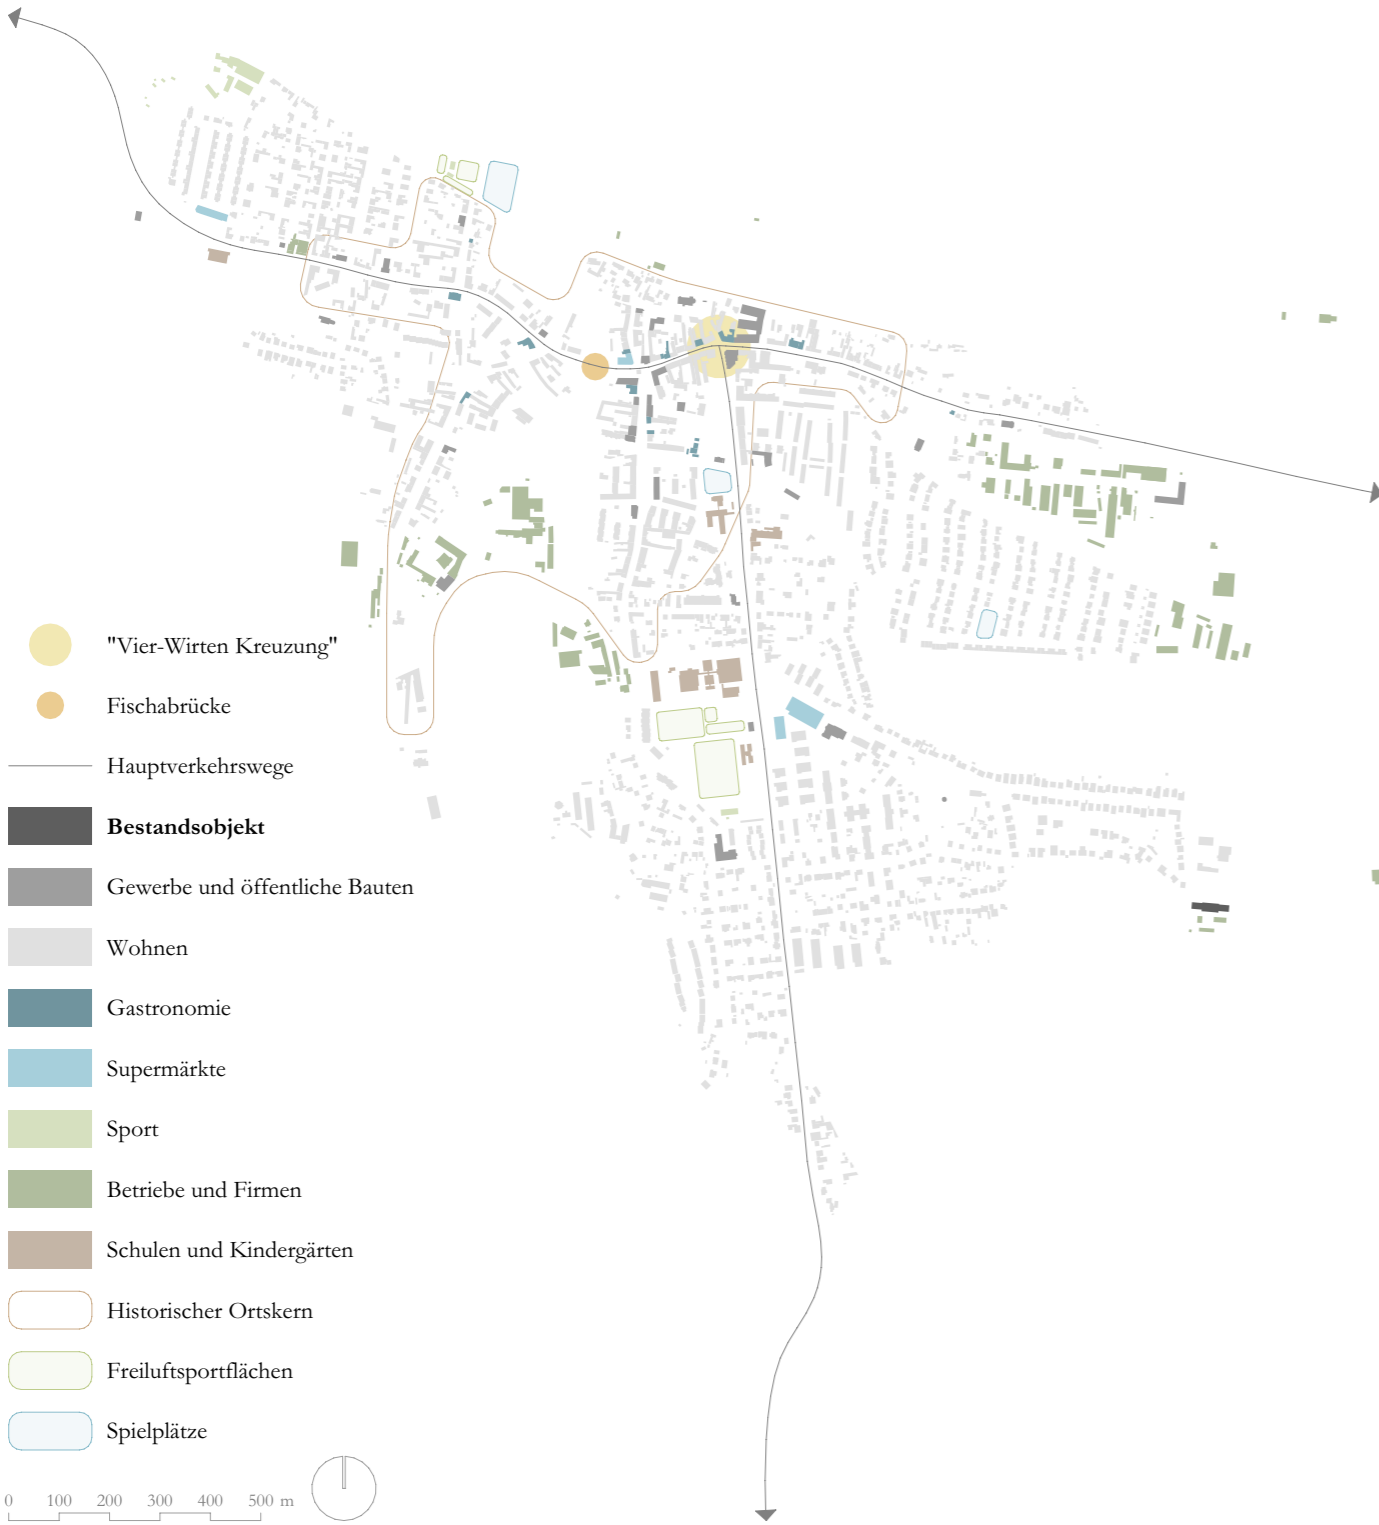 "Vier-Wirten Kreuzung"
Fischabrücke
Hauptverkehrswege
Bestandsobjekt
Gewerbe und öffentliche Bauten
Wohnen
Gastronomie
Supermärkte
Sport
Betriebe und Firmen
Schulen und Kindergärten
Historischer Ortskern
Freiluftsportflächen
Spielplätze
0 100 200 300 400 500 m